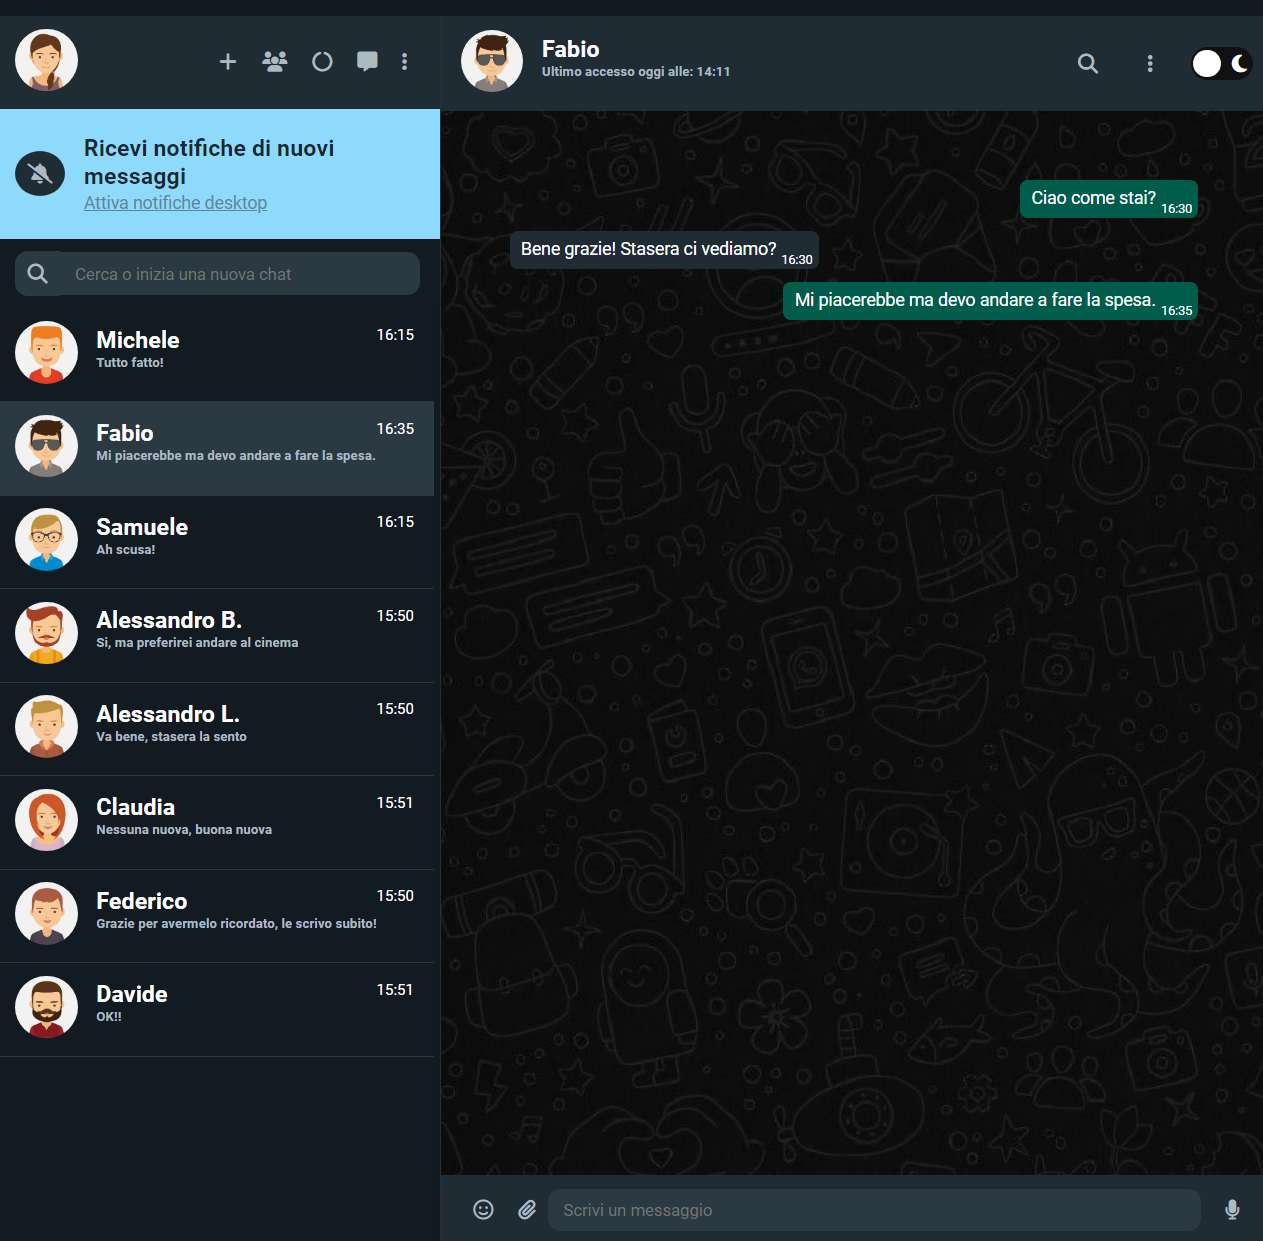 Ricevi notifiche di nuovi
messaggi
Attiva notifiche desktop
Cerca o inizia una nuova chat
Michele 16:15
Tutto fatto!
Fabio 16:35
Mi piacerebbe ma devo andare a fare la spesa.
Samuele 16:15
Ah scusa!
Alessandro B. 15:50
Si, ma preferirei andare al cinema
Alessandro L. 15:50
Va bene, stasera la sento
Claudia 15:51
Nessuna nuova, buona nuova
Federico 15:50
Grazie per avermelo ricordato, le scrivo subito!
Davide 15:51
OK!!
Fabio
Ultimo accesso oggi alle: 14:11
Ciao come stai? 16:30
Bene grazie! Stasera ci vediamo? 16:30
Mi piacerebbe ma devo andare a fare la spesa. 16:35
Scrivi un messaggio